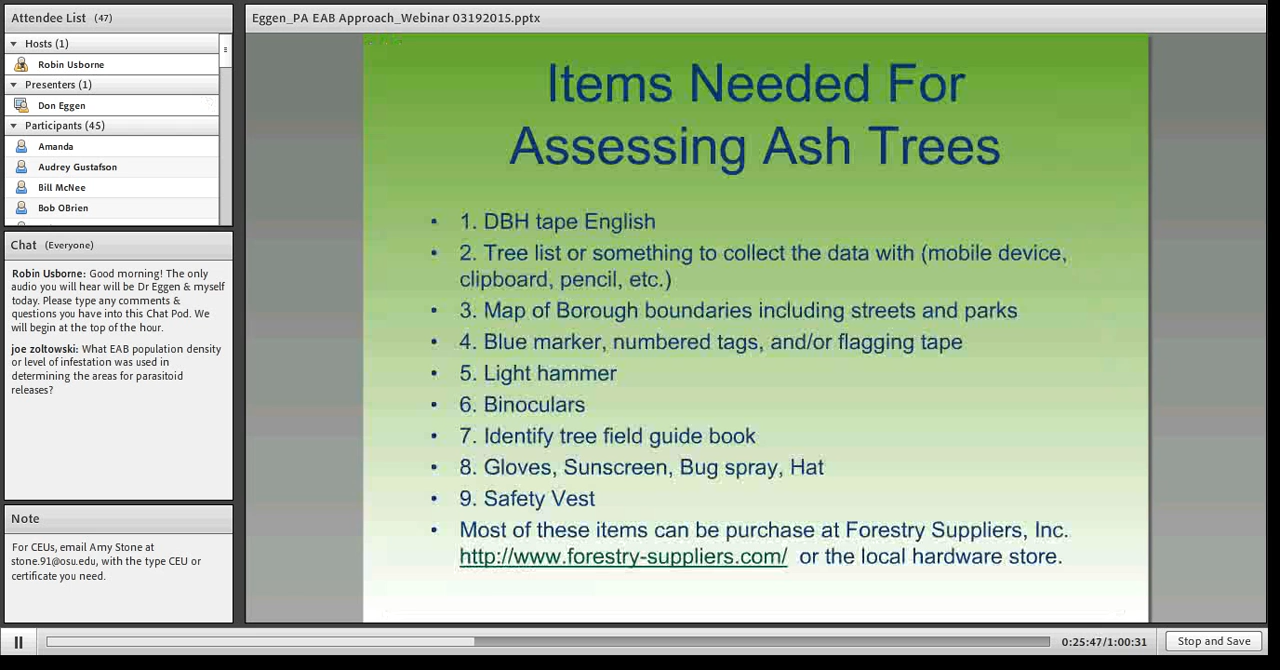 Attendee List (47)
Hosts (1)
Robin Usborne
Presenters (1)
Don Eggen
Participants (45)
Amanda
Audrey Gustafson
Bill McNee
Bob OBrien
Chat (Everyone)
Robin Usborne: Good morning! The only
audio you will hear will be Dr Eggen & myself
today. Please type any comments &
questions you have into this Chat Pod. We
will begin at the top of the hour.
joe zoltowski: What EAB population density
or level of infestation was used in
determining the areas for parasitoid
releases?
Note
For CEUs, email Amy Stone at
stone.91@osu.edu, with the type CEU or
certificate you need.
Eggen_PA EAB Approach_Webinar 03192015.pptx
Items Needed For
Assessing Ash Trees
• 1. DBH tape English
• 2. Tree list or something to collect the data with (mobile device,
clipboard, pencil, etc.)
• 3. Map of Borough boundaries including streets and parks
• 4. Blue marker, numbered tags, and/or flagging tape
• 5. Light hammer
• 6. Binoculars
• 7. Identify tree field guide book
• 8. Gloves, Sunscreen, Bug spray, Hat
• 9. Safety Vest
• Most of these items can be purchase at Forestry Suppliers, Inc.
http://www.forestry-suppliers.com/ or the local hardware store.
0:25:47/1:00:31
Stop and Save